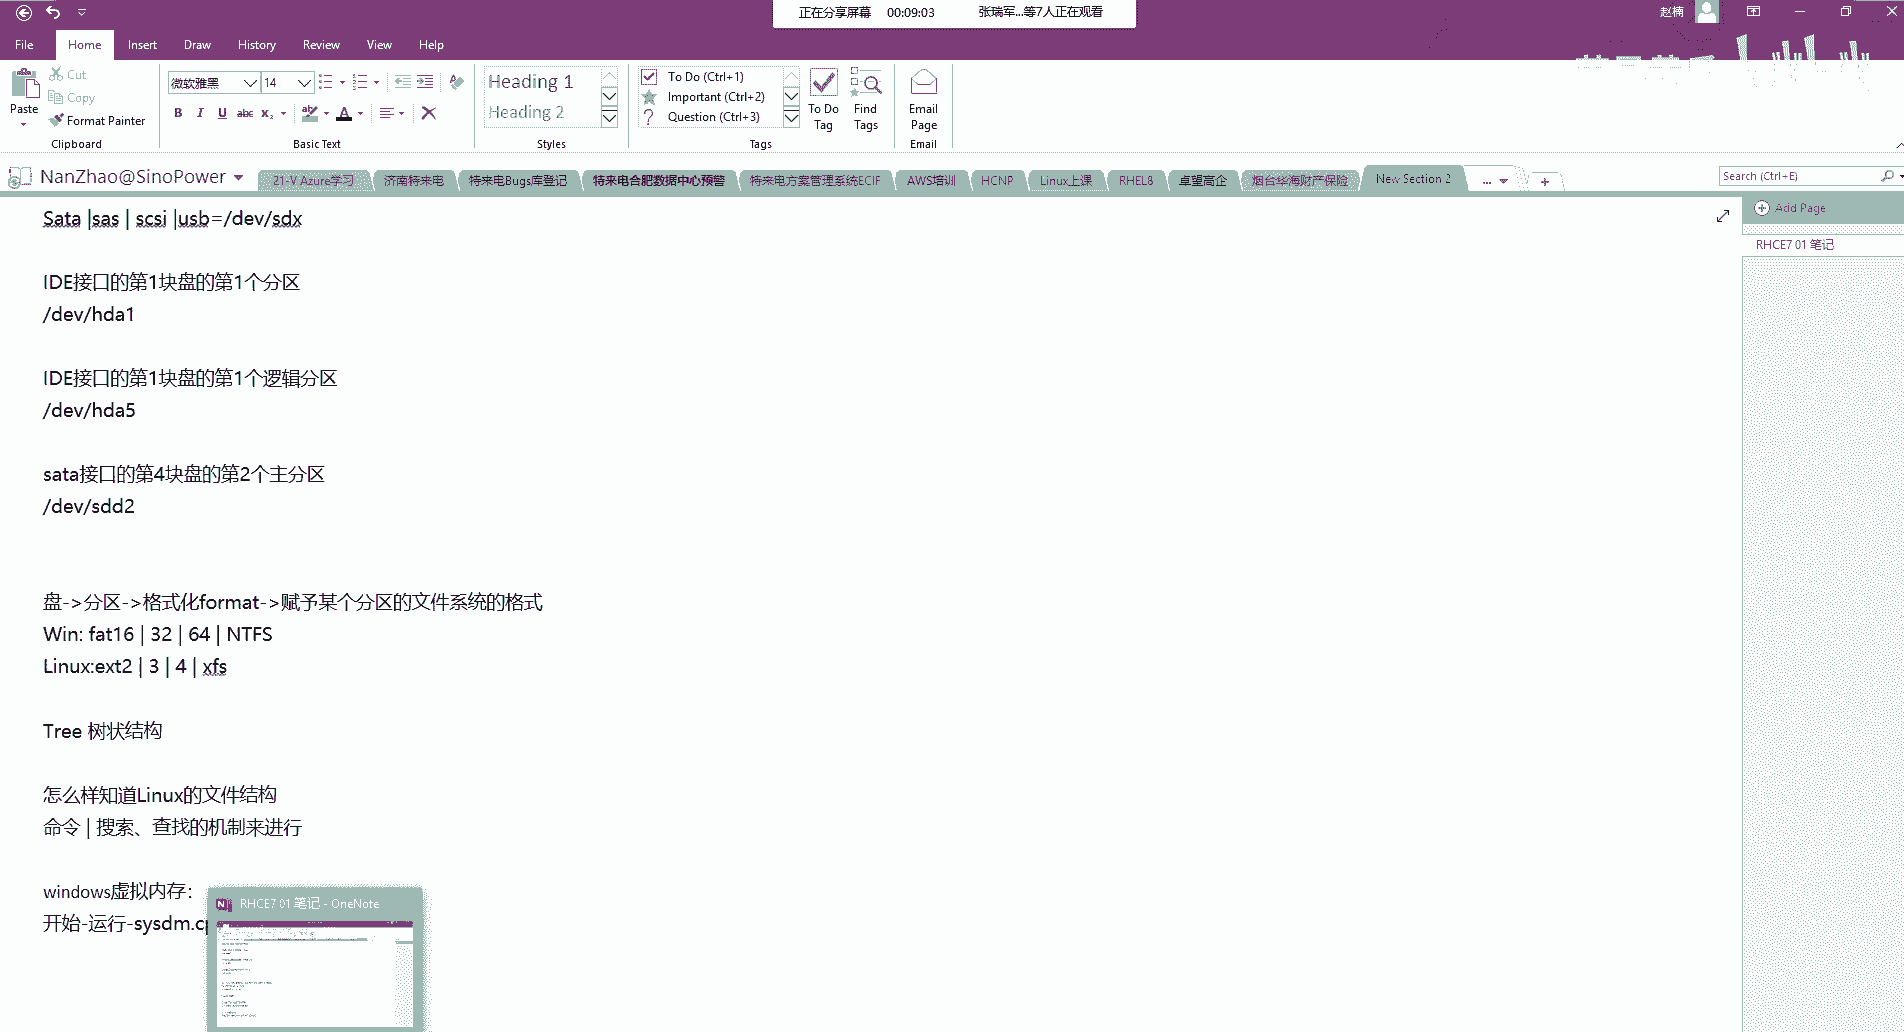 正在分享屏幕 00:09:03 张瑞军...等7人正在观看
赵楠
File Home Insert Draw History Review View Help
Paste
Cut
Copy
Format Painter
Clipboard
微软雅黑 14
B I U abc x₂
A
Basic Text
Heading 1
Heading 2
Styles
To Do (Ctrl+1)
Important (Ctrl+2)
Question (Ctrl+3)
To Do Tag
Find Tags
Tags
Email Page
Email
NanZhao@SinoPower
21-V Azure学习 济南特来电 特来电Bugs库登记 特来电合肥数据中心预警 特来电方案管理系统ECIF AWS培训 HCNP Linux上课 RHEL8 卓望高企 烟台华海财产保险 New Section 2 ...
Search (Ctrl+E)
Add Page
RHCE7 01 笔记
Sata |sas | scsi |usb=/dev/sdx
IDE接口的第1块盘的第1个分区
/dev/hda1
IDE接口的第1块盘的第1个逻辑分区
/dev/hda5
sata接口的第4块盘的第2个主分区
/dev/sdd2
盘->分区->格式化format->赋予某个分区的文件系统的格式
Win: fat16 | 32 | 64 | NTFS
Linux:ext2 | 3 | 4 | xfs
Tree 树状结构
怎么样知道Linux的文件结构
命令 | 搜索、查找的机制来进行
windows虚拟内存：
开始-运行-sysdm.cp
RHCE7 01 笔记 - OneNote